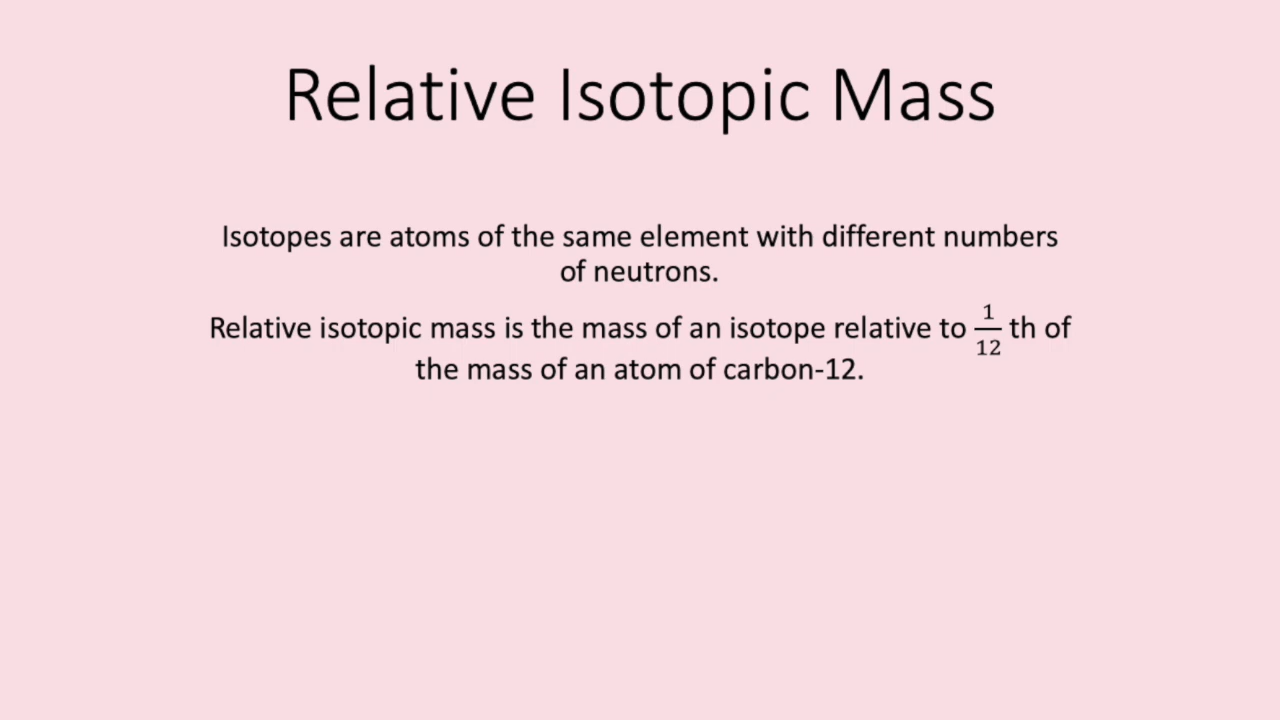 Relative Isotopic Mass
Isotopes are atoms of the same element with different numbers
of neutrons.
Relative isotopic mass is the mass of an isotope relative to 1/12 th of
the mass of an atom of carbon-12.